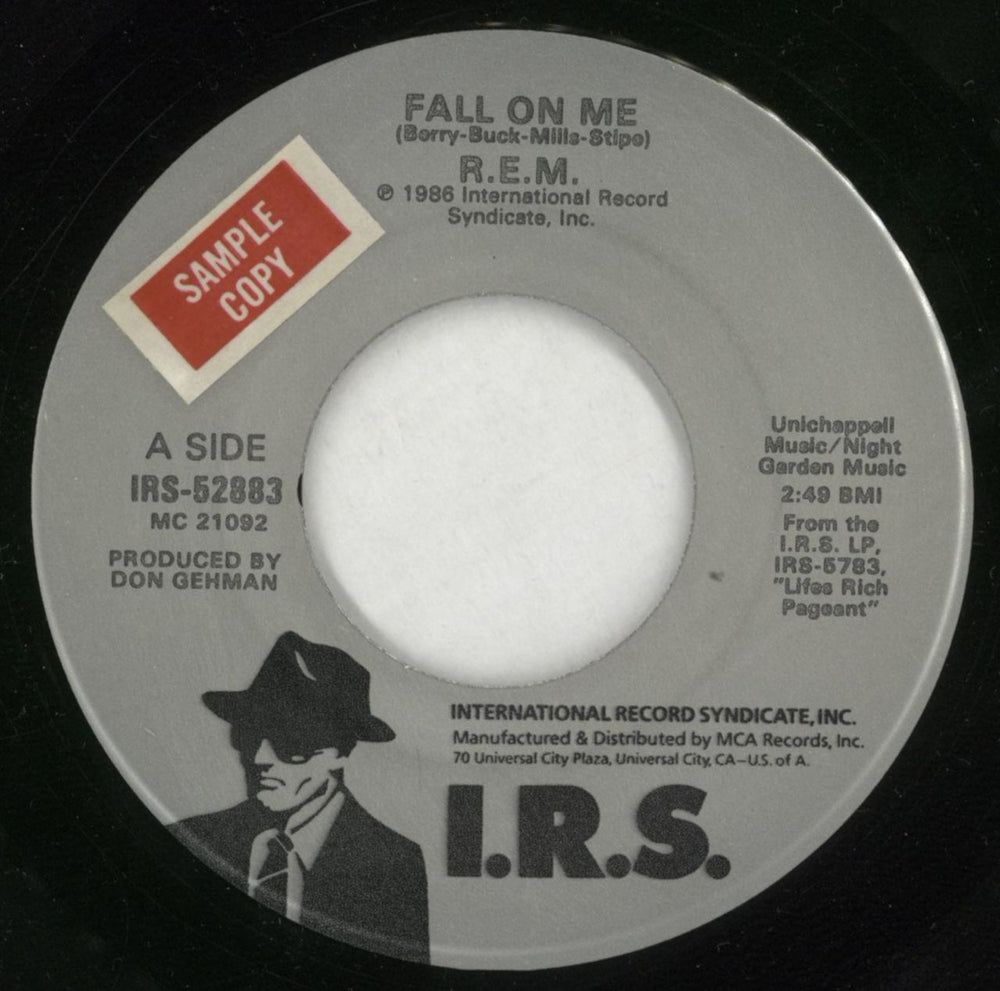 FALL ON ME
(Berry-Buck-Mills-Stipe)
R.E.M.
℗ 1986 International Record
Syndicate, Inc.
SAMPLE
COPY
A SIDE
IRS-52883
MC 21092
PRODUCED BY
DON GEHMAN
Unichappell
Music/Night
Garden Music
2:49 BMI
From the
I.R.S. LP,
IRS-5783,
"Lifes Rich
Pageant"
INTERNATIONAL RECORD SYNDICATE, INC.
Manufactured & Distributed by MCA Records, Inc.
70 Universal City Plaza, Universal City, CA–U.S. of A.
I.R.S.